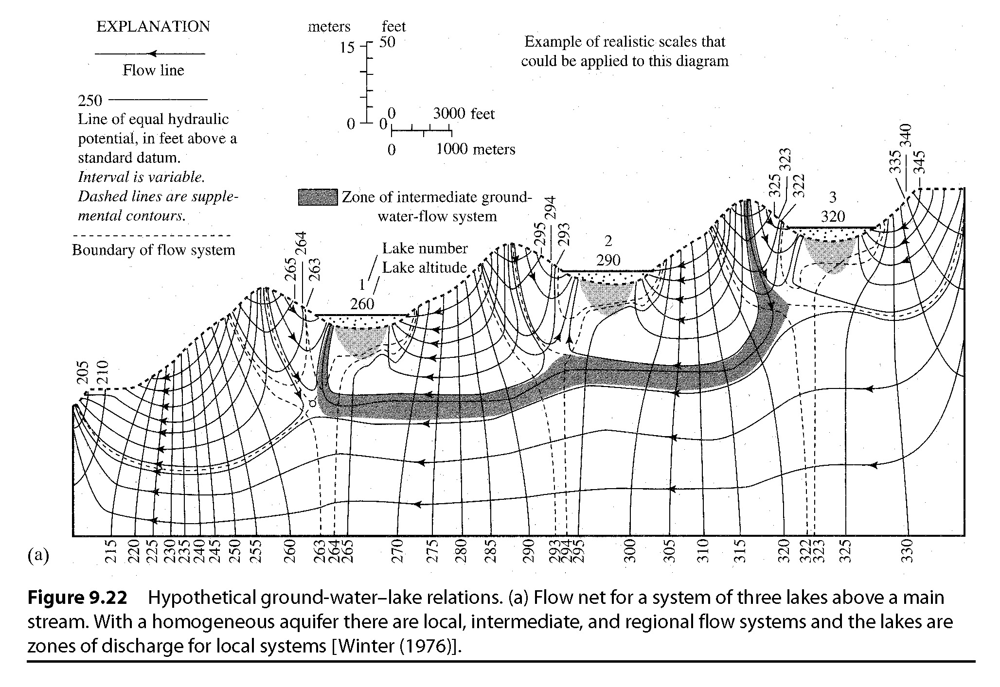 EXPLANATION
Flow line
250
Line of equal hydraulic
potential, in feet above a
standard datum.
Interval is variable.
Dashed lines are supple-
mental contours.
Boundary of flow system
meters feet
15 50
0 0
0 3000 feet
0 1000 meters
Example of realistic scales that
could be applied to this diagram
Zone of intermediate ground-
water-flow system
Lake number
Lake altitude
1
260
2
290
3
320
205
210
265
264
263
295
294
293
325
323
322
335
340
345
(a)
215
220
225
230
235
240
245
250
255
260
263
264
265
270
275
280
285
290
293
294
295
300
305
310
315
320
322
323
325
330
Figure 9.22 Hypothetical ground-water–lake relations. (a) Flow net for a system of three lakes above a main
stream. With a homogeneous aquifer there are local, intermediate, and regional flow systems and the lakes are
zones of discharge for local systems [Winter (1976)].